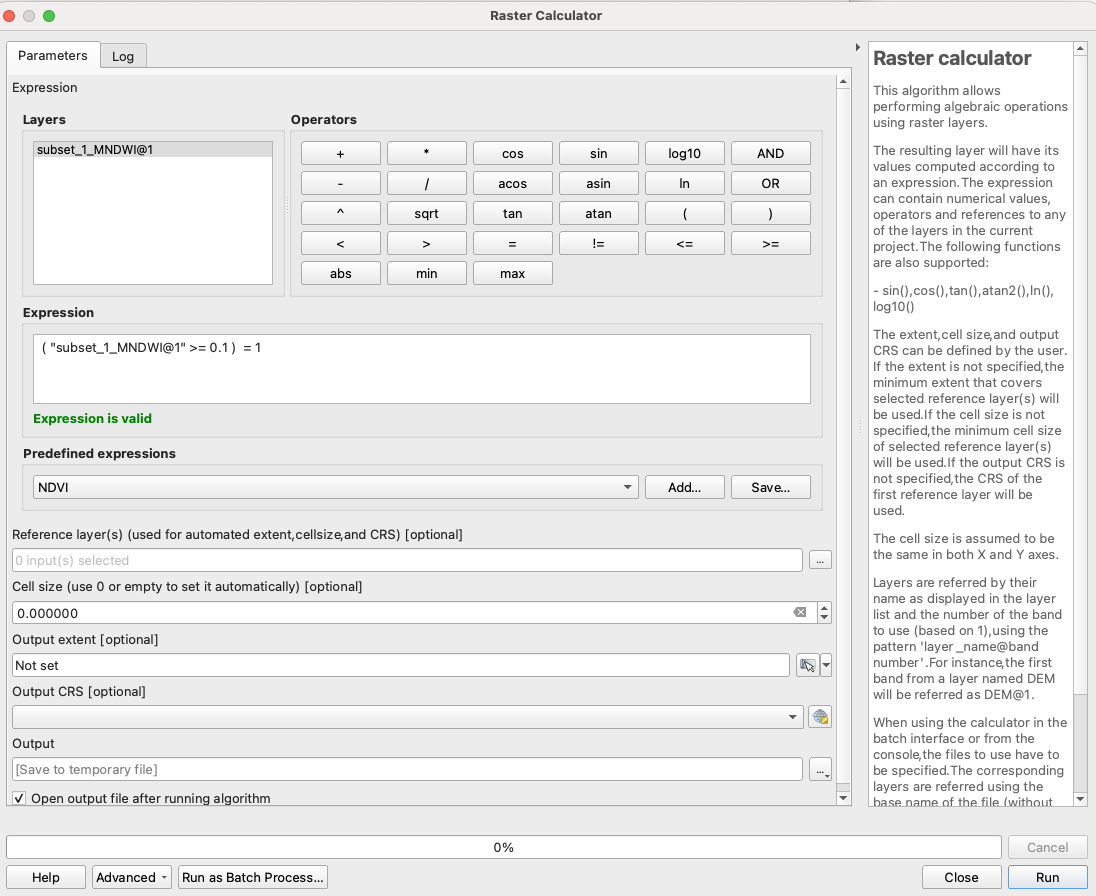 Raster Calculator
Parameters
Log
Expression
Layers
subset_1_MNDWI@1
Operators
+ * cos sin log10 AND
- / acos asin ln OR
^ sqrt tan atan ( )
< > = != <= >=
abs min max
Expression
( "subset_1_MNDWI@1" >= 0.1 ) = 1
Expression is valid
Predefined expressions
NDVI
Add...
Save...
Reference layer(s) (used for automated extent,cellsize,and CRS) [optional]
0 input(s) selected
...
Cell size (use 0 or empty to set it automatically) [optional]
0.000000
Output extent [optional]
Not set
Output CRS [optional]
Output
[Save to temporary file]
...
Open output file after running algorithm
Raster calculator
This algorithm allows
performing algebraic operations
using raster layers.
The resulting layer will have its
values computed according to
an expression.The expression
can contain numerical values,
operators and references to any
of the layers in the current
project.The following functions
are also supported:
- sin(),cos(),tan(),atan2(),ln(),
log10()
The extent,cell size,and output
CRS can be defined by the user.
If the extent is not specified,the
minimum extent that covers
selected reference layer(s) will
be used.If the cell size is not
specified,the minimum cell size
of selected reference layer(s)
will be used.If the output CRS is
not specified,the CRS of the
first reference layer will be
used.
The cell size is assumed to be
the same in both X and Y axes.
Layers are referred by their
name as displayed in the layer
list and the number of the band
to use (based on 1),using the
pattern 'layer_name@band
number'.For instance,the first
band from a layer named DEM
will be referred as DEM@1.
When using the calculator in the
batch interface or from the
console,the files to use have to
be specified.The corresponding
layers are referred using the
base name of the file (without
0%
Cancel
Help
Advanced
Run as Batch Process...
Close
Run